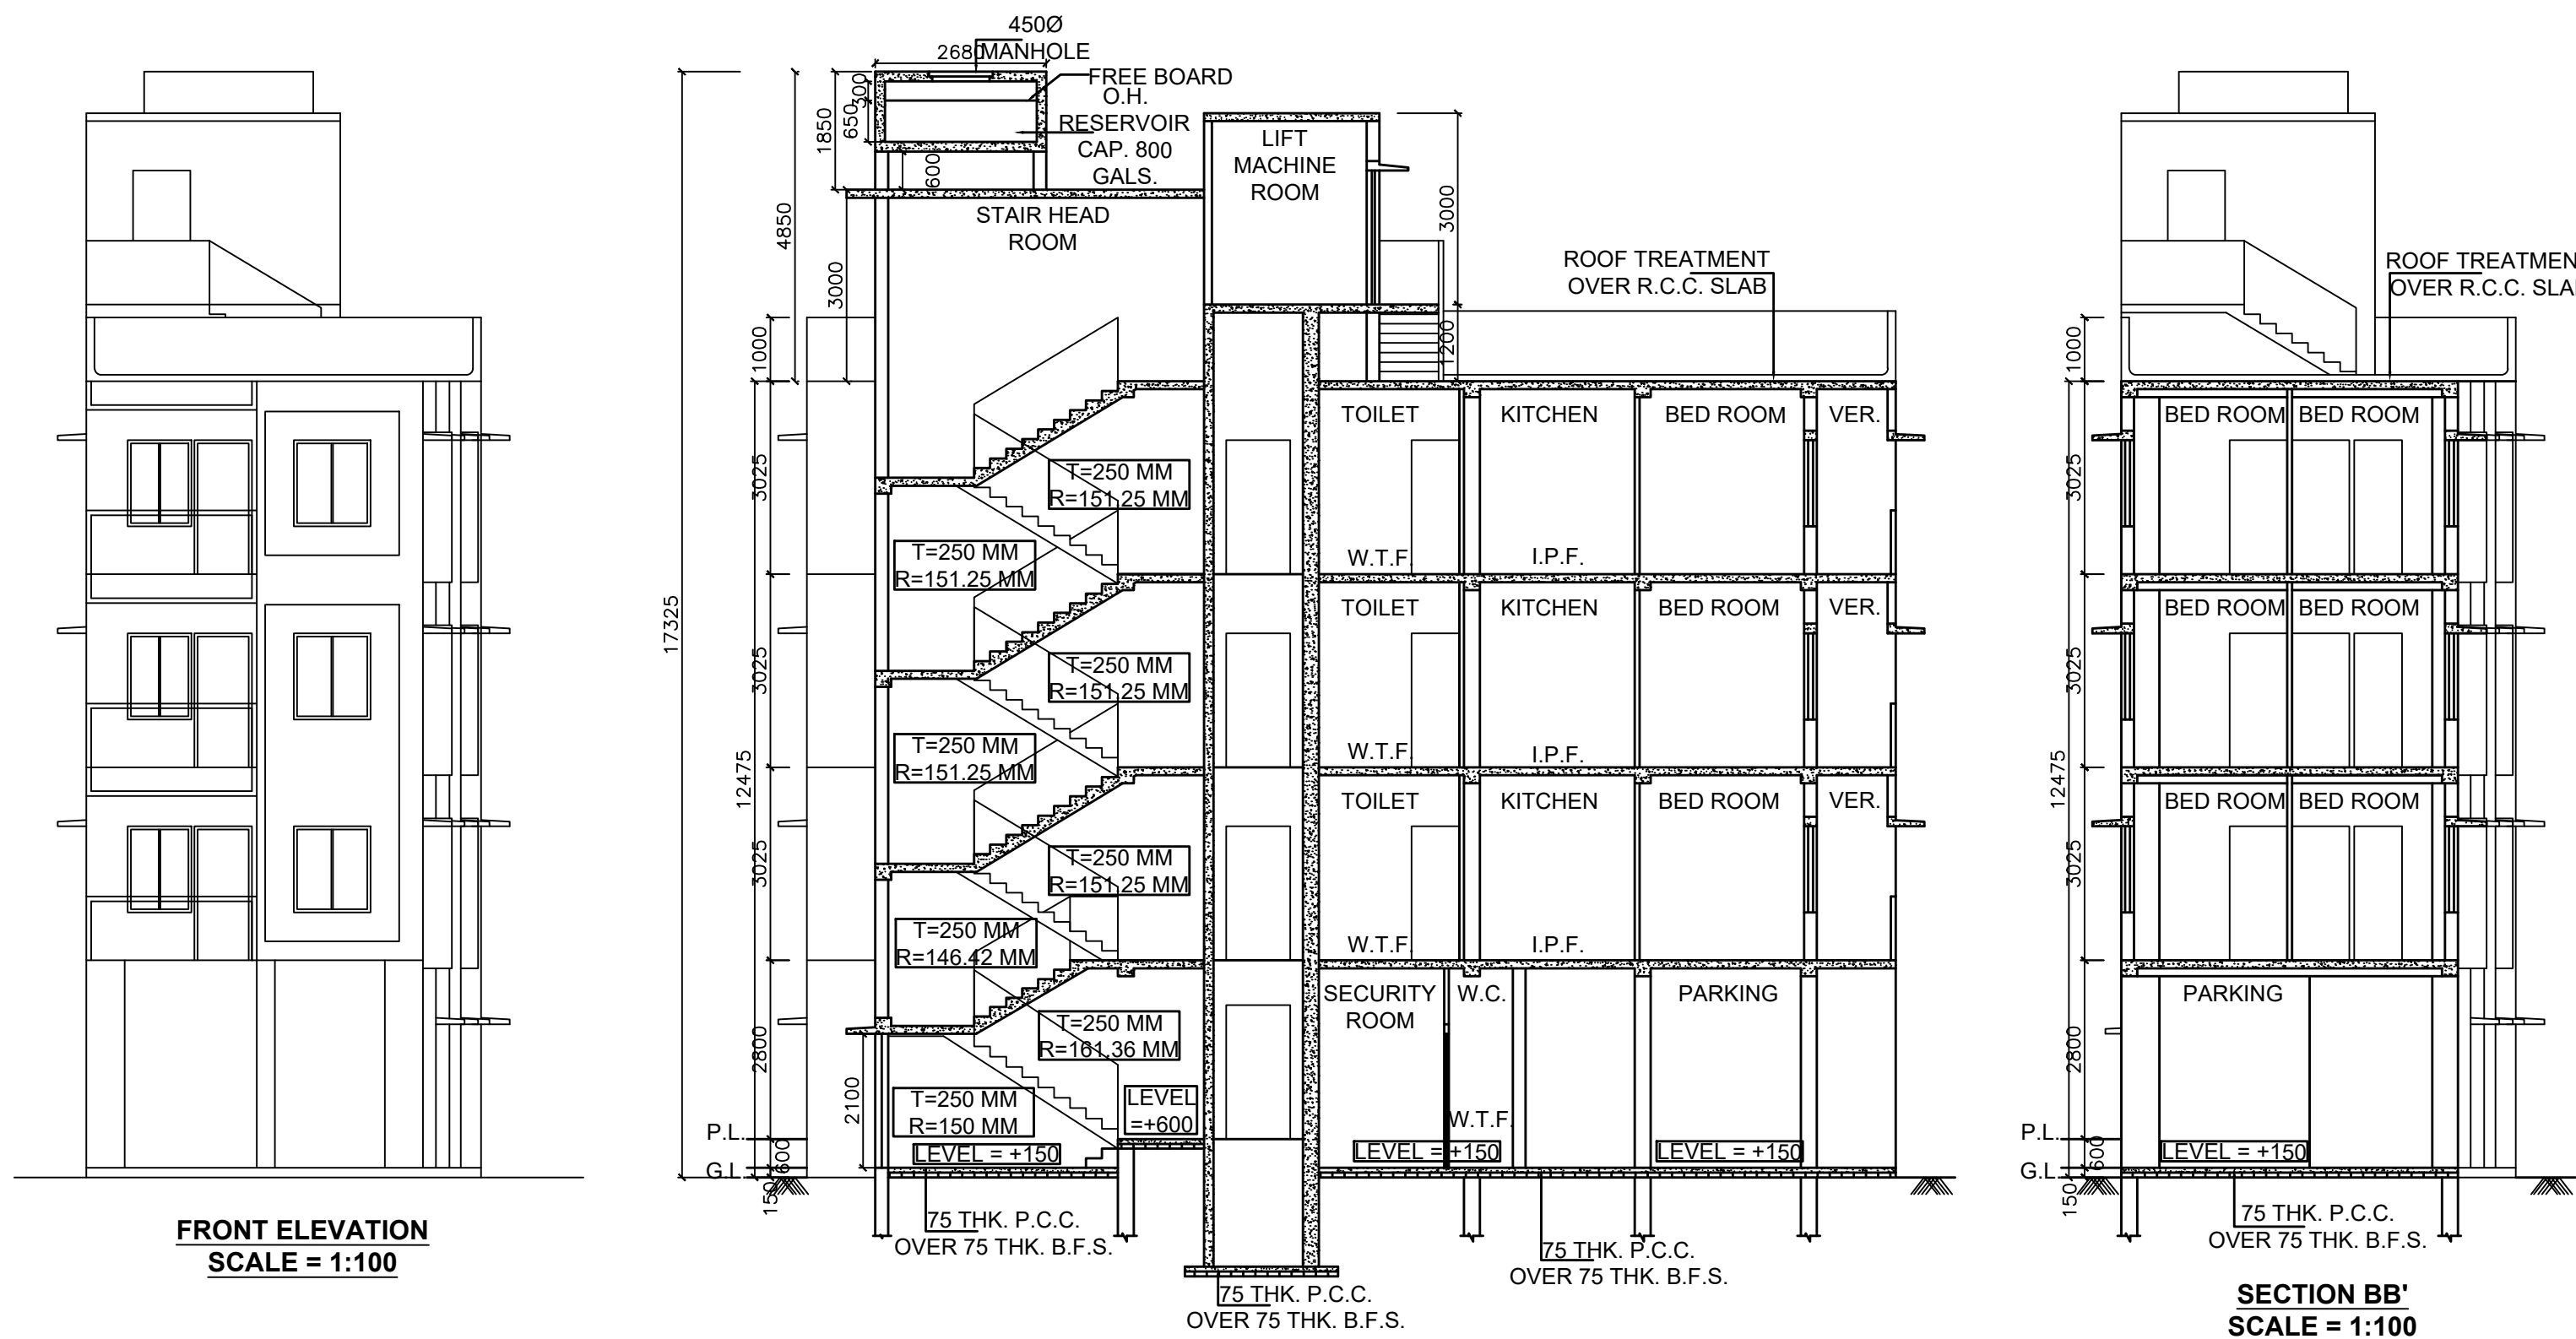 FRONT ELEVATION
SCALE = 1:100
450Ø
MANHOLE
2680
FREE BOARD
O.H.
RESERVOIR
CAP. 800
GALS.
300
650
1850
600
4850
3000
17325
1000
12475
3025
3025
3025
2800
600
150
2100
P.L.
G.L
STAIR HEAD
ROOM
LIFT
MACHINE
ROOM
3000
1200
ROOF TREATMENT
OVER R.C.C. SLAB
T=250 MM
R=151.25 MM
T=250 MM
R=151.25 MM
T=250 MM
R=151.25 MM
T=250 MM
R=151.25 MM
T=250 MM
R=151.25 MM
T=250 MM
R=146.42 MM
T=250 MM
R=161.36 MM
T=250 MM
R=150 MM
LEVEL
=+600
LEVEL = +150
TOILET
KITCHEN
BED ROOM
VER.
W.T.F.
I.P.F.
TOILET
KITCHEN
BED ROOM
VER.
W.T.F.
I.P.F.
TOILET
KITCHEN
BED ROOM
VER.
W.T.F.
I.P.F.
SECURITY
ROOM
W.C.
PARKING
W.T.F.
LEVEL = +150
LEVEL = +150
75 THK. P.C.C.
OVER 75 THK. B.F.S.
75 THK. P.C.C.
OVER 75 THK. B.F.S.
75 THK. P.C.C.
OVER 75 THK. B.F.S.
ROOF TREATMEN
OVER R.C.C. SLA
1000
3025
3025
3025
12475
2800
600
150
P.L.
G.L
BED ROOM
BED ROOM
BED ROOM
BED ROOM
BED ROOM
BED ROOM
PARKING
LEVEL = +150
75 THK. P.C.C.
OVER 75 THK. B.F.S.
SECTION BB'
SCALE = 1:100